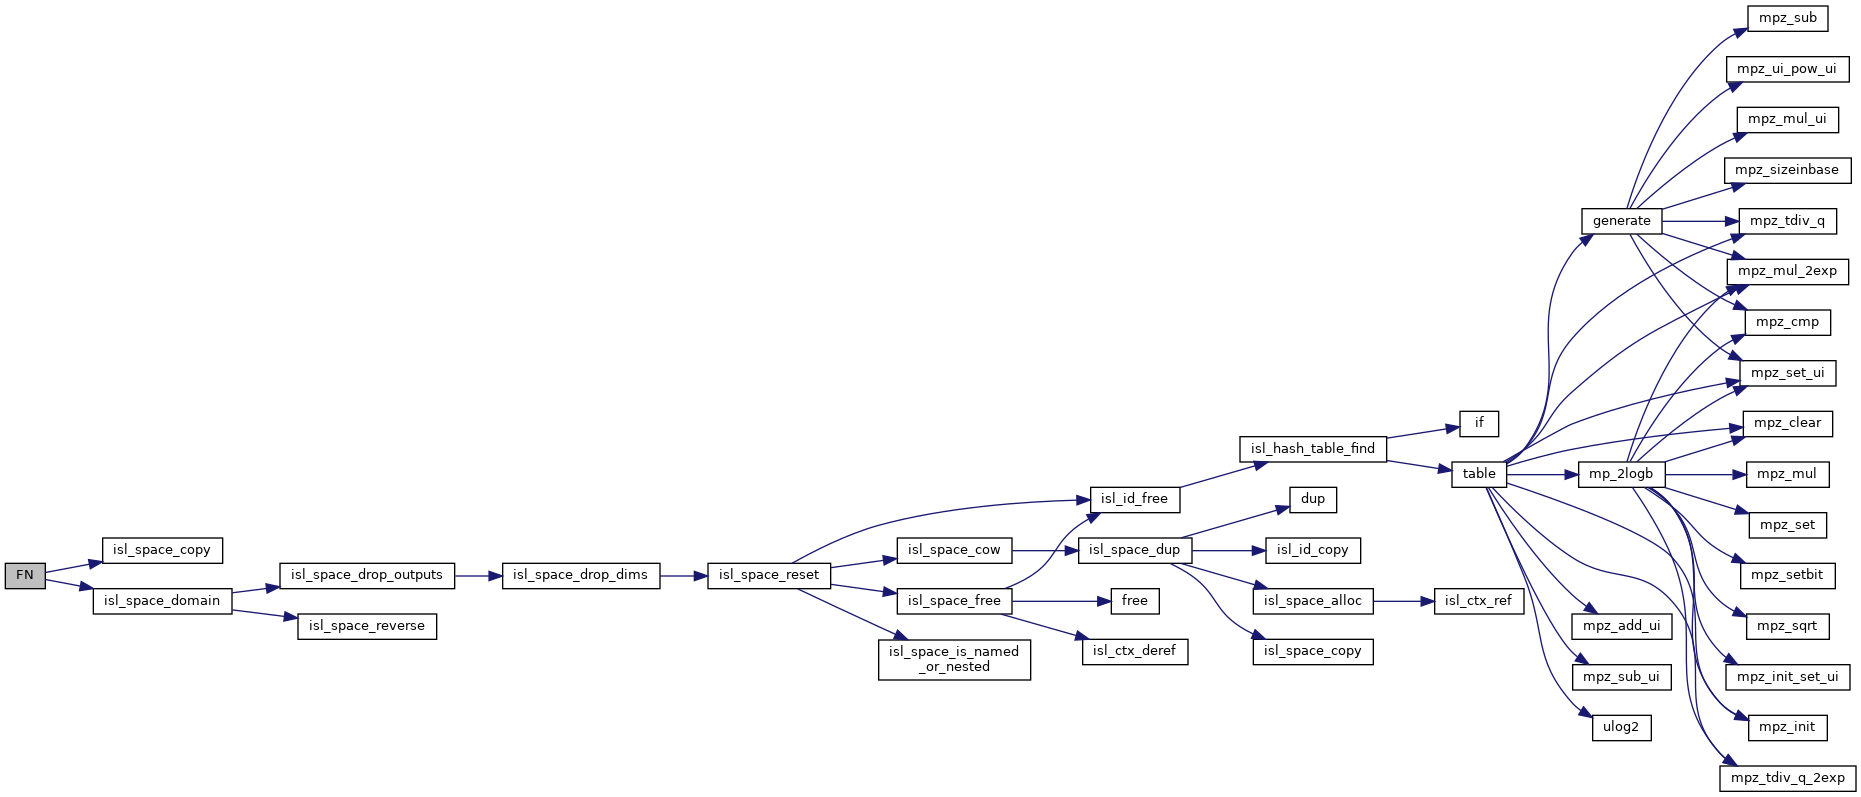 mpz_sub
mpz_ui_pow_ui
mpz_mul_ui
mpz_sizeinbase
generate
mpz_tdiv_q
mpz_mul_2exp
mpz_cmp
mpz_set_ui
if
mpz_clear
isl_hash_table_find
table
mp_2logb
mpz_mul
isl_id_free
dup
mpz_set
isl_space_copy
isl_space_cow
isl_space_dup
isl_id_copy
FN
isl_space_drop_outputs
isl_space_drop_dims
isl_space_reset
mpz_setbit
isl_space_domain
isl_space_free
free
isl_space_alloc
isl_ctx_ref
isl_space_reverse
mpz_add_ui
mpz_sqrt
isl_space_is_named
_or_nested
isl_ctx_deref
isl_space_copy
mpz_sub_ui
mpz_init_set_ui
ulog2
mpz_init
mpz_tdiv_q_2exp